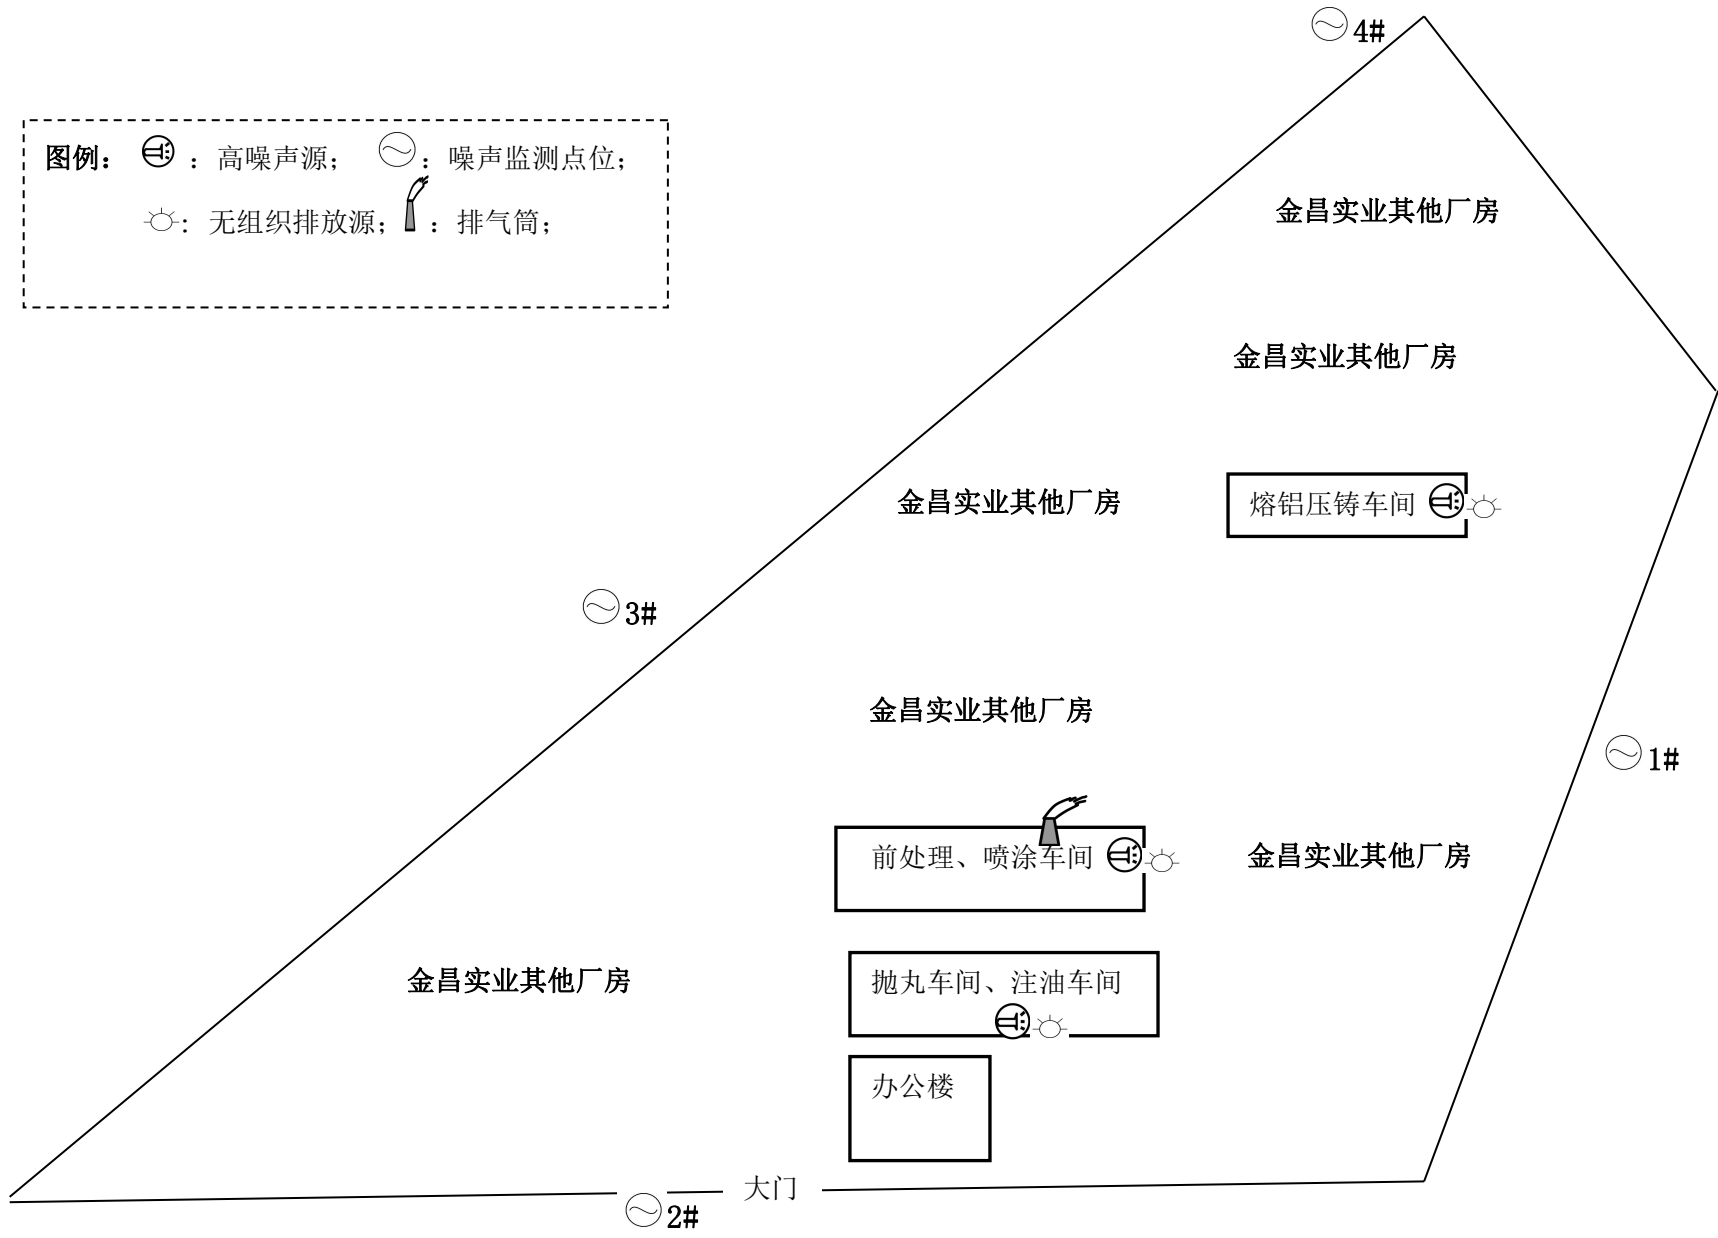 4#
图例： ：高噪声源； ：噪声监测点位；
：无组织排放源； ：排气筒；
金昌实业其他厂房
金昌实业其他厂房
金昌实业其他厂房
熔铝压铸车间
3#
金昌实业其他厂房
1#
前处理、喷涂车间
金昌实业其他厂房
金昌实业其他厂房
抛丸车间、注油车间
办公楼
大门
2#